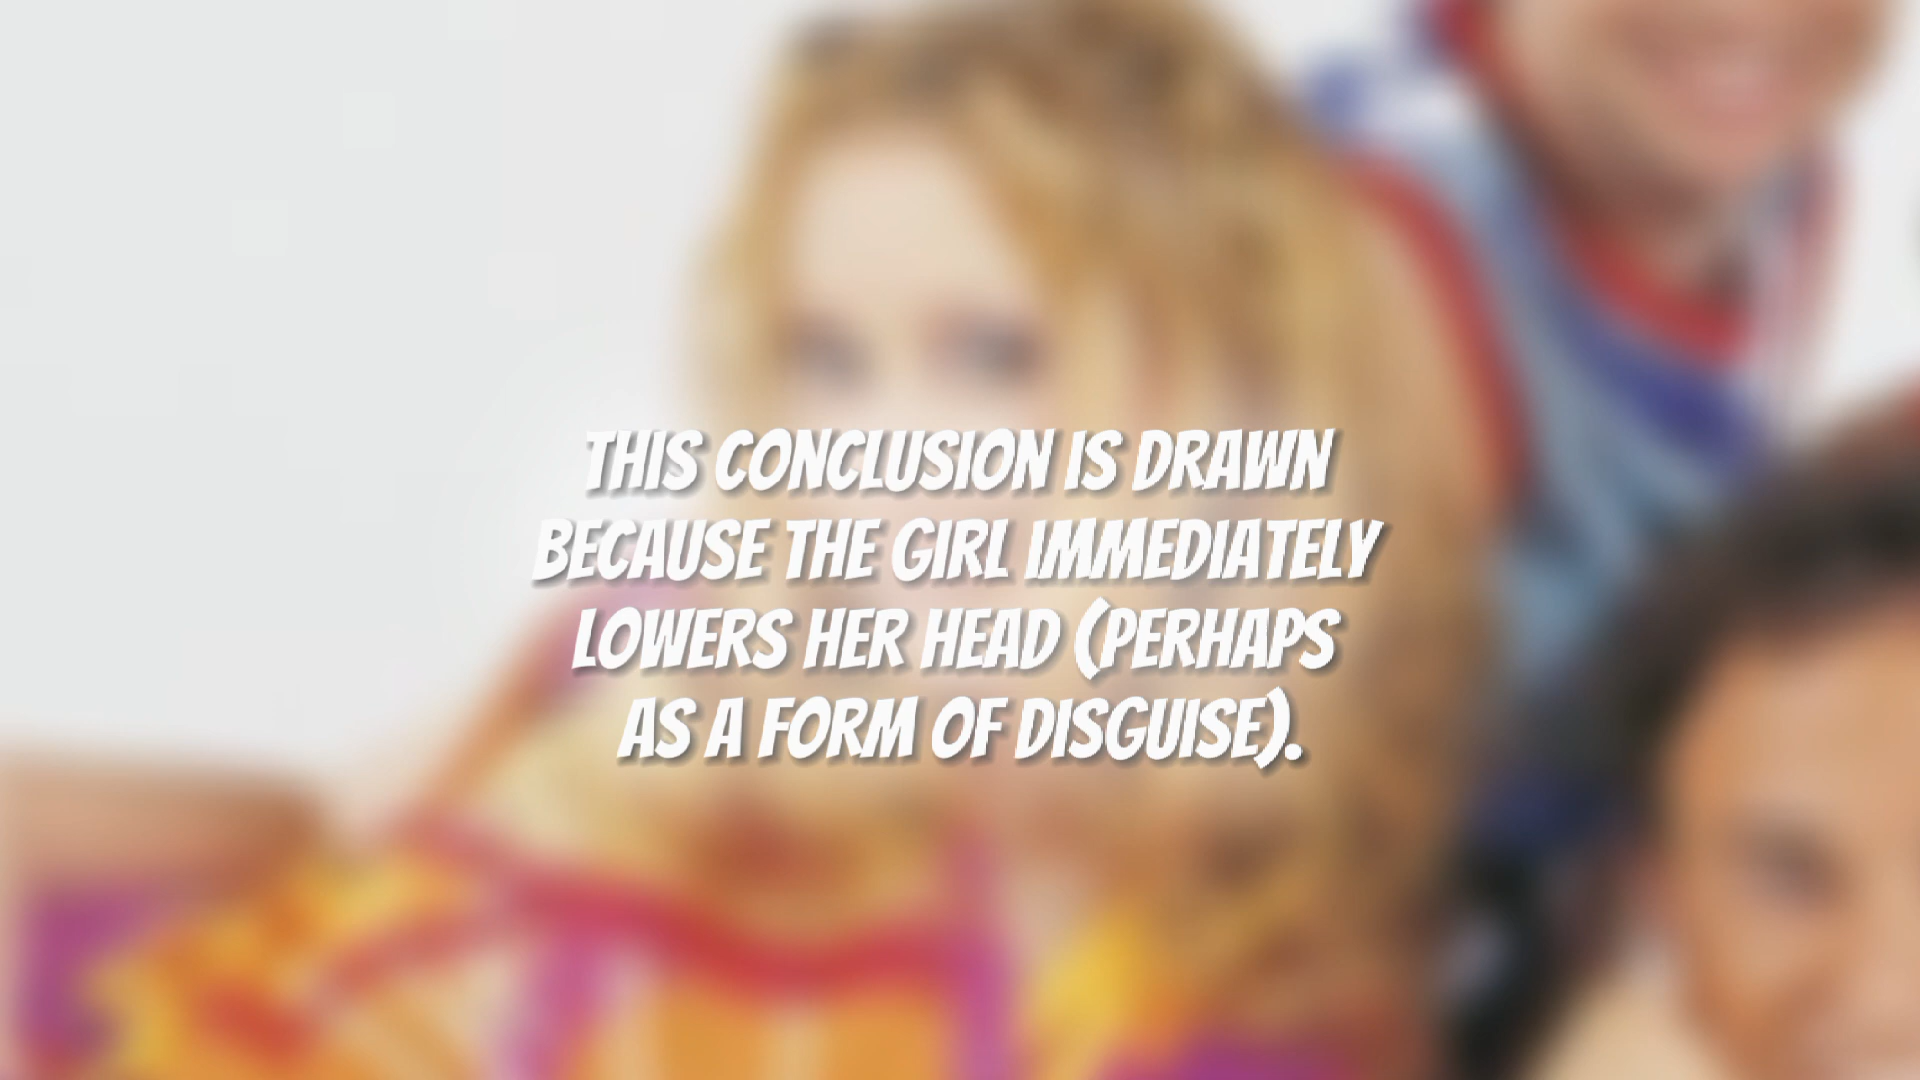 THIS CONCLUSION IS DRAWN
BECAUSE THE GIRL IMMEDIATELY
LOWERS HER HEAD (PERHAPS
AS A FORM OF DISGUISE).